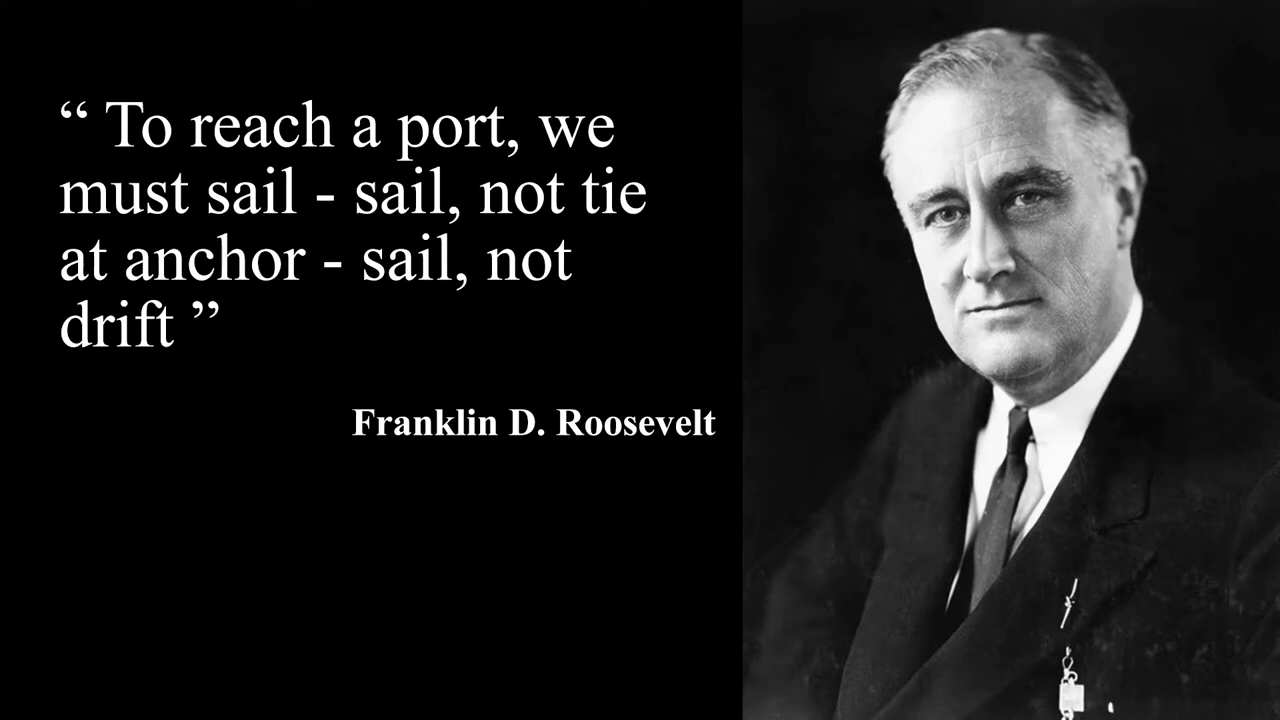 “ To reach a port, we
must sail - sail, not tie
at anchor - sail, not
drift ”
Franklin D. Roosevelt